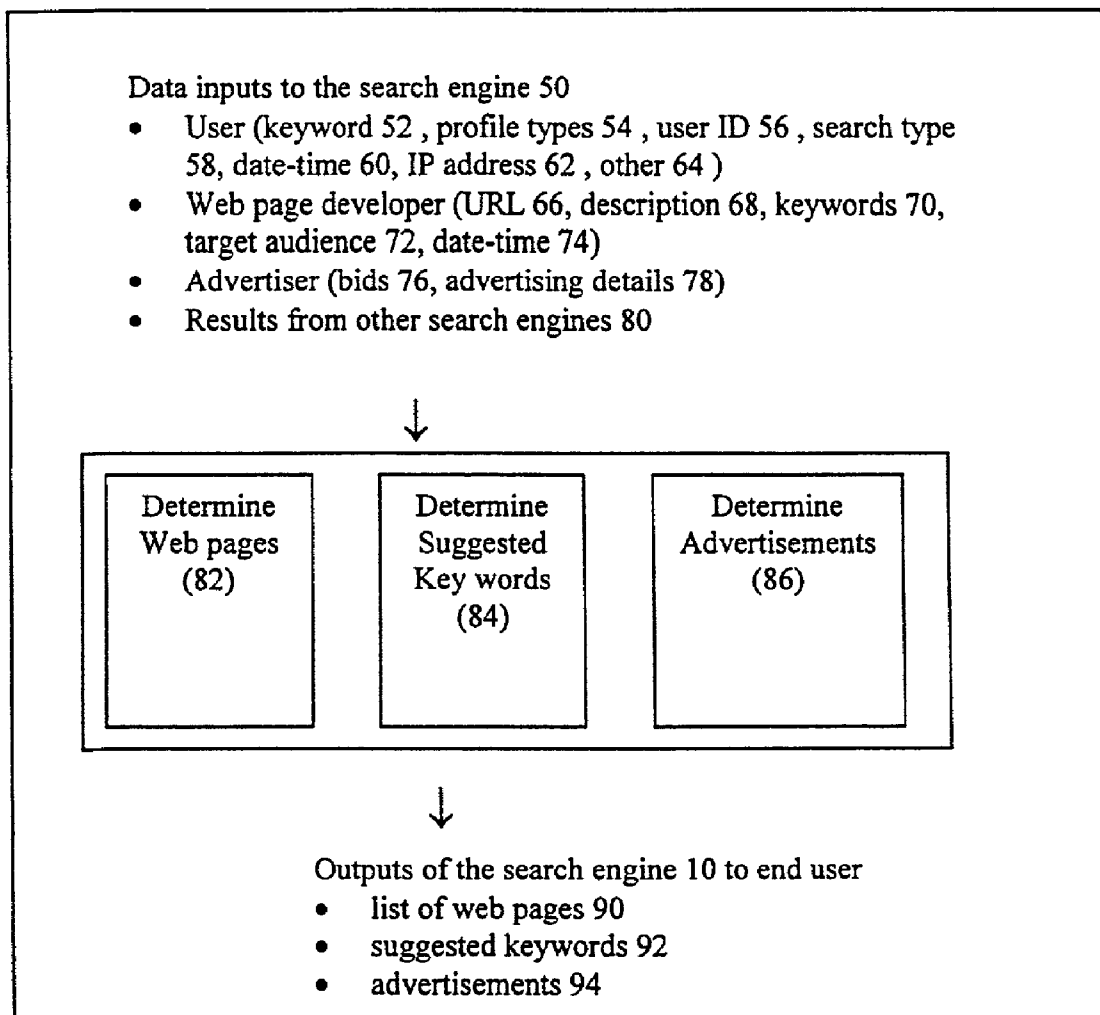 Data inputs to the search engine 50
• User (keyword 52 , profile types 54 , user ID 56 , search type
58, date-time 60, IP address 62 , other 64 )
• Web page developer (URL 66, description 68, keywords 70,
target audience 72, date-time 74)
• Advertiser (bids 76, advertising details 78)
• Results from other search engines 80
↓
Determine
Web pages
(82)
Determine
Suggested
Key words
(84)
Determine
Advertisements
(86)
↓
Outputs of the search engine 10 to end user
• list of web pages 90
• suggested keywords 92
• advertisements 94